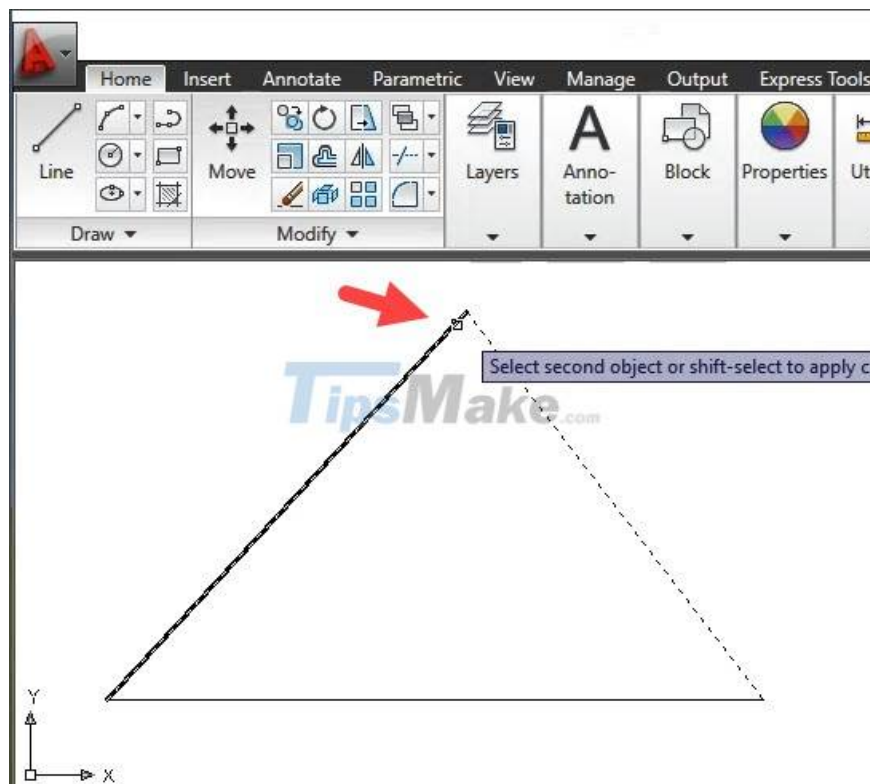 Home Insert Annotate Parametric View Manage Output Express Tools
Line Move Layers Anno- Block Properties Ut
tation
Draw Modify
Select second object or shift-select to apply c
TipsMake.com
Y
X